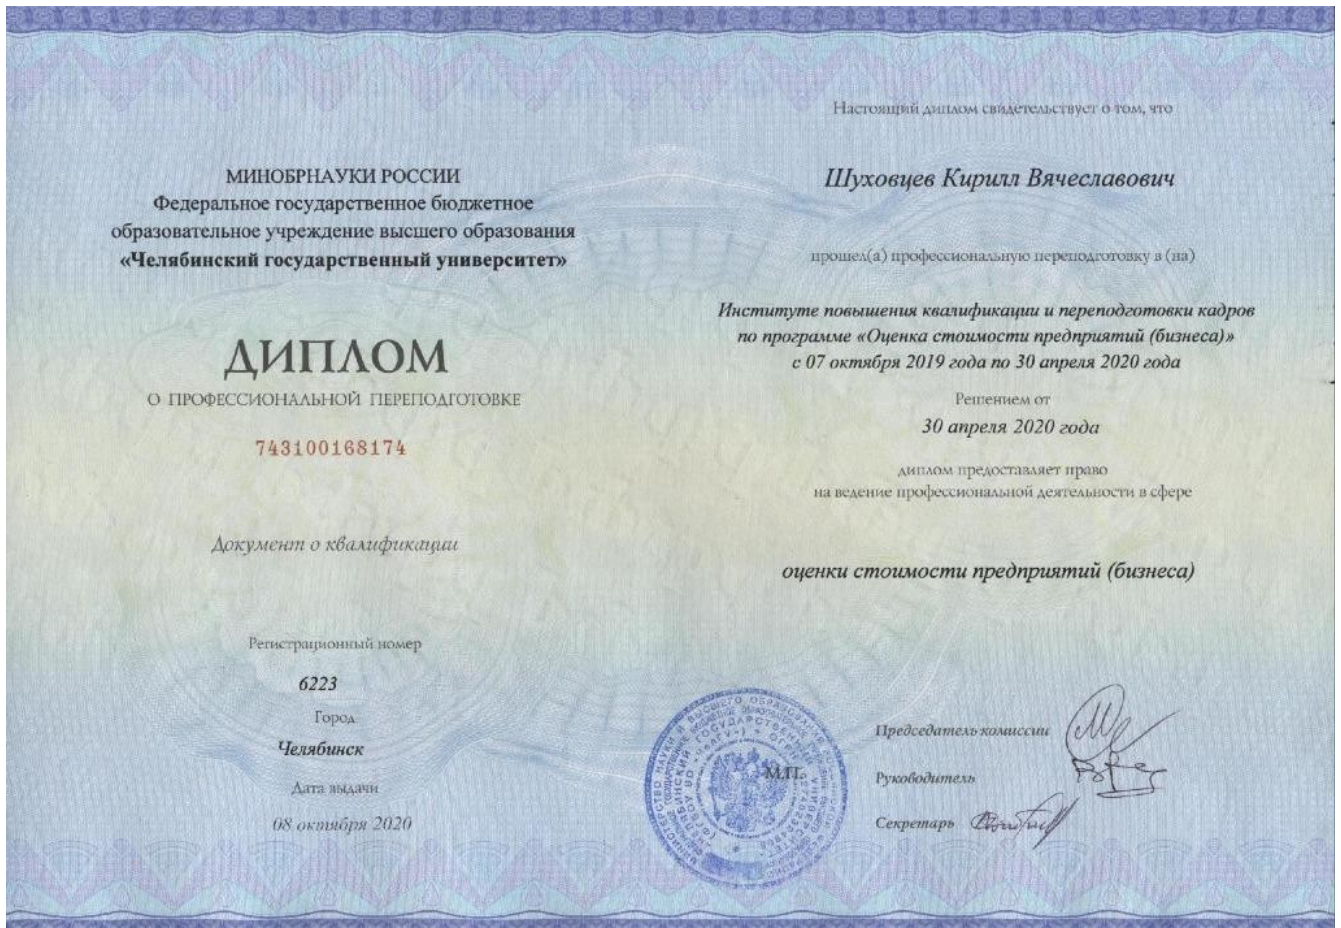 МИНОБРНАУКИ РОССИИ
Федеральное государственное бюджетное
образовательное учреждение высшего образования
«Челябинский государственный университет»
ДИПЛОМ
О ПРОФЕССИОНАЛЬНОЙ ПЕРЕПОДГОТОВКЕ
743100168174
Документ о квалификации
Регистрационный номер
6223
Город
Челябинск
Дата выдачи
08 октября 2020
Настоящий диплом свидетельствует о том, что
Шуховцев Кирилл Вячеславович
прошел(а) профессиональную переподготовку в (на)
Институте повышения квалификации и переподготовки кадров
по программе «Оценка стоимости предприятий (бизнеса)»
с 07 октября 2019 года по 30 апреля 2020 года
Решением от
30 апреля 2020 года
диплом предоставляет право
на ведение профессиональной деятельности в сфере
оценки стоимости предприятий (бизнеса)
Председатель комиссии
М.П.
Руководитель
Секретарь